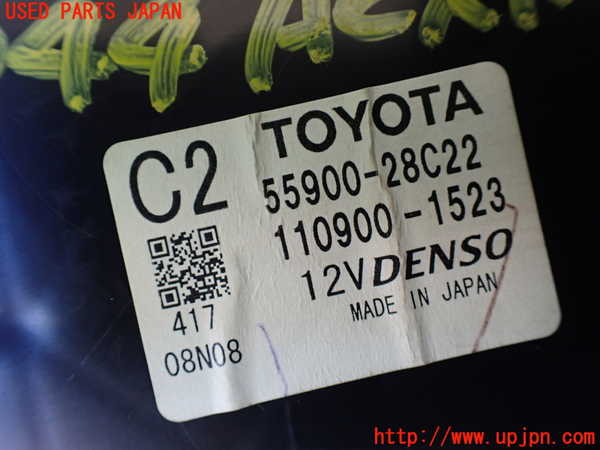 USED PARTS JAPAN
C2
TOYOTA
55900-28C22
110900-1523
12V DENSO
MADE IN JAPAN
417
08N08
http://www.upjpn.com/